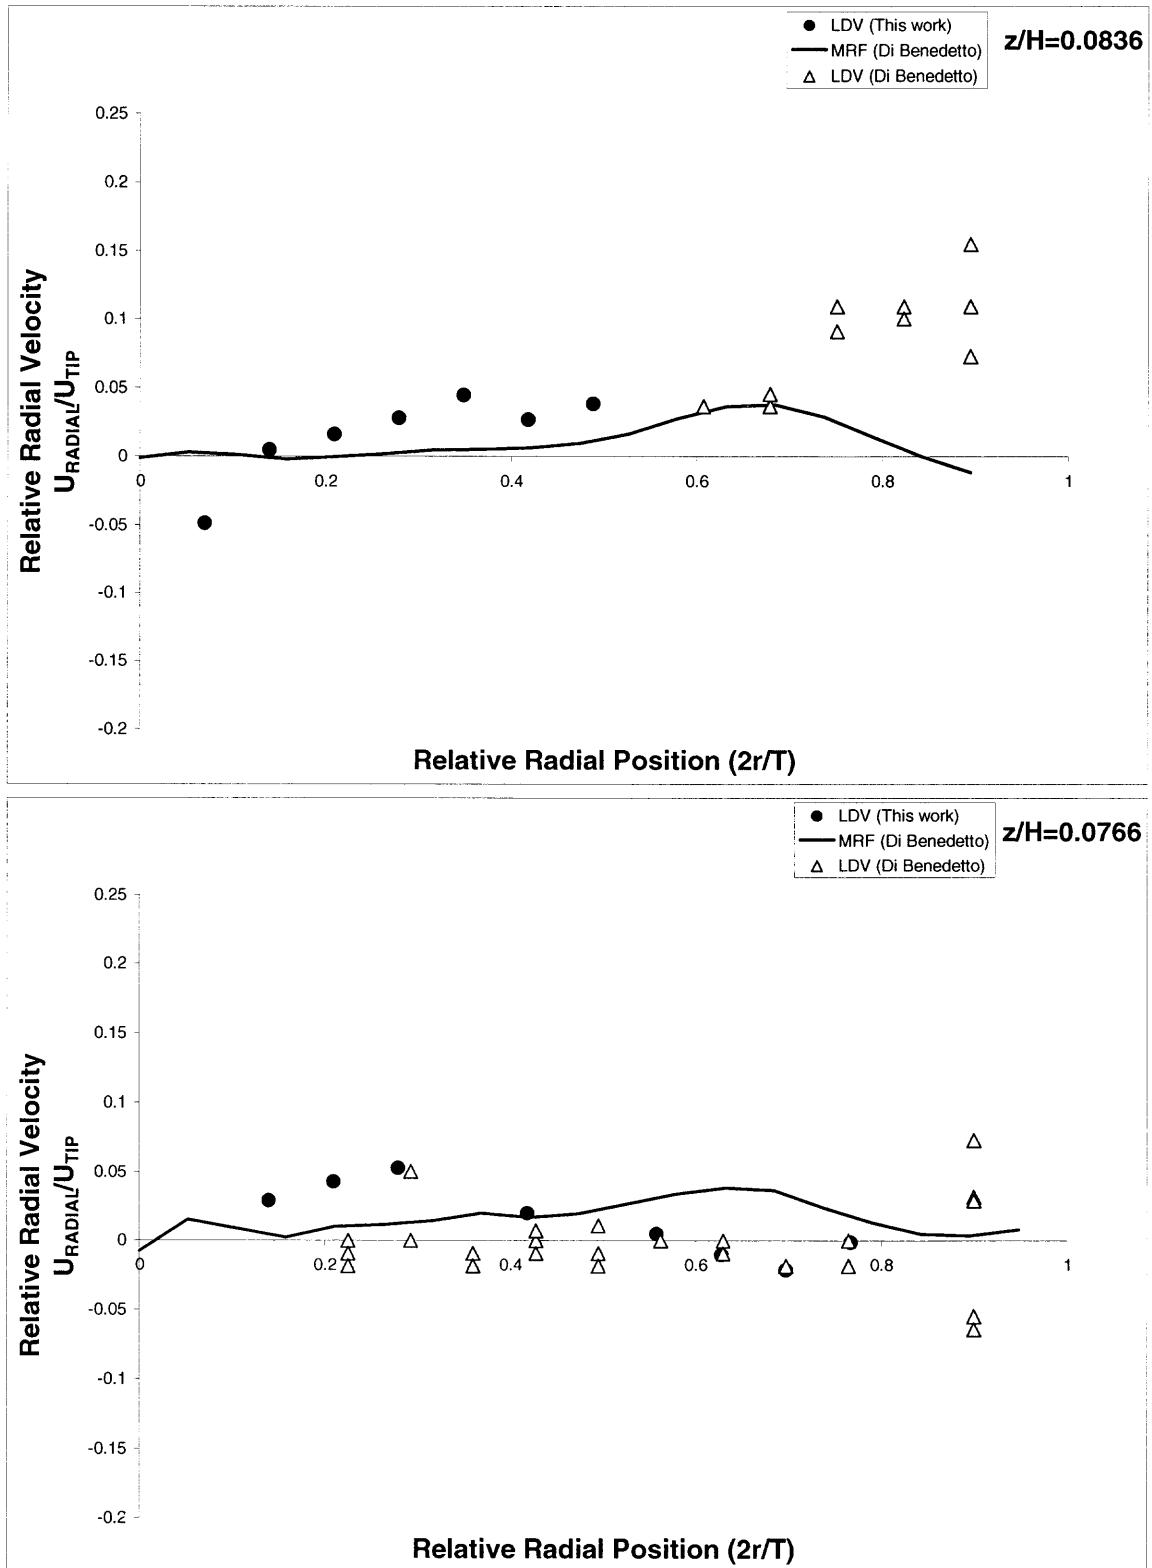 LDV (This work)
MRF (Di Benedetto)
LDV (Di Benedetto)
z/H=0.0836
0.25
0.2
0.15
0.1
0.05
0
-0.05
-0.1
-0.15
-0.2
0 0.2 0.4 0.6 0.8 1
Relative Radial Velocity
U_RADIAL/U_TIP
Relative Radial Position (2r/T)
LDV (This work)
MRF (Di Benedetto)
LDV (Di Benedetto)
z/H=0.0766
0.25
0.2
0.15
0.1
0.05
0
-0.05
-0.1
-0.15
-0.2
0 0.2 0.4 0.6 0.8 1
Relative Radial Velocity
U_RADIAL/U_TIP
Relative Radial Position (2r/T)